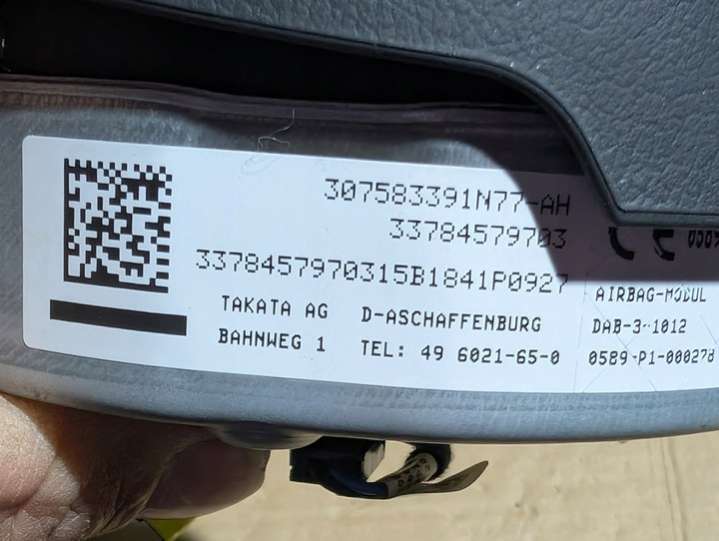 307583391N77-AH
33784579703
3378457970315B1841P0927
TAKATA AG D-ASCHAFFENBURG
BAHNWEG 1 TEL: 49 6021-65-0
AIRBAG-MODUL
DAB-3-1012
0589-P1-00027